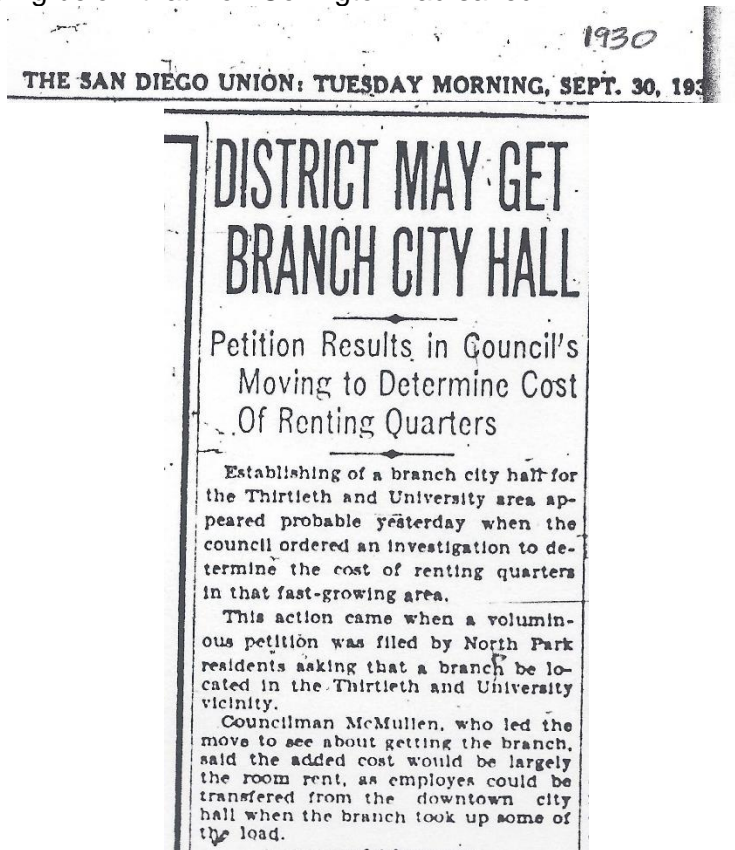 1930
THE SAN DIEGO UNION: TUESDAY MORNING, SEPT. 30, 193
DISTRICT MAY GET
BRANCH CITY HALL
Petition Results in Council's
Moving to Determine Cost
Of Renting Quarters
Establishing of a branch city hall for
the Thirtieth and University area ap-
peared probable yesterday when the
council ordered an investigation to de-
termine the cost of renting quarters
in that fast-growing area.
This action came when a volumin-
ous petition was filed by North Park
residents asking that a branch be lo-
cated in the Thirtieth and University
vicinity.
Councilman McMullen, who led the
move to see about getting the branch,
said the added cost would be largely
the room rent, as employes could be
transfered from the downtown city
hall when the branch took up some of
the load.